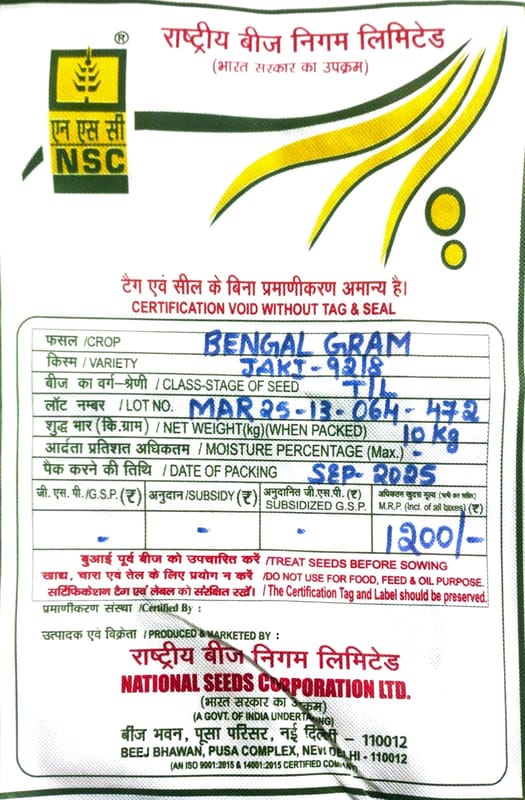 ®
राष्ट्रीय बीज निगम लिमिटेड
(भारत सरकार का उपक्रम)
एन एस सी
NSC
टैग एवं सील के बिना प्रमाणीकरण अमान्य है।
CERTIFICATION VOID WITHOUT TAG & SEAL
फसल /CROP BENGAL GRAM
किस्म / VARIETY JAKI-9218
बीज का वर्ग–श्रेणी / CLASS-STAGE OF SEED T/L
लॉट नम्बर / LOT NO. MAR 25-13-064-472
शुद्ध भार (कि.ग्राम) / NET WEIGHT(kg)(WHEN PACKED) 10 Kg
आर्द्रता प्रतिशत अधिकतम / MOISTURE PERCENTAGE (Max.) -
पैक करने की तिथि / DATE OF PACKING SEP-2025
जी. एस. पी. /G.S.P. (₹) अनुदान /SUBSIDY (₹) अनुदानित जी.एस.पी. (₹) SUBSIDIZED G.S.P. अधिकतम खुदरा मूल्य (सभी कर सहित) M.R.P. (Incl. of all taxes) (₹)
- - - 1200/-
बुआई पूर्व बीज को उपचारित करें /TREAT SEEDS BEFORE SOWING
खाद्य, चारा एवं तेल के लिए प्रयोग न करें /DO NOT USE FOR FOOD, FEED & OIL PURPOSE.
सर्टिफिकेशन टैग एवं लेबल को संरक्षित रखें। / The Certification Tag and Label should be preserved.
प्रमाणीकरण संस्था /Certified By :
उत्पादक एवं विक्रेता / PRODUCED & MARKETED BY :
राष्ट्रीय बीज निगम लिमिटेड
NATIONAL SEEDS CORPORATION LTD.
(भारत सरकार का उपक्रम)
(A GOVT. OF INDIA UNDERTAKING)
बीज भवन, पूसा परिसर, नई दिल्ली – 110012
BEEJ BHAWAN, PUSA COMPLEX, NEW DELHI - 110012
(AN ISO 9001:2015 & 14001:2015 CERTIFIED COMPANY)